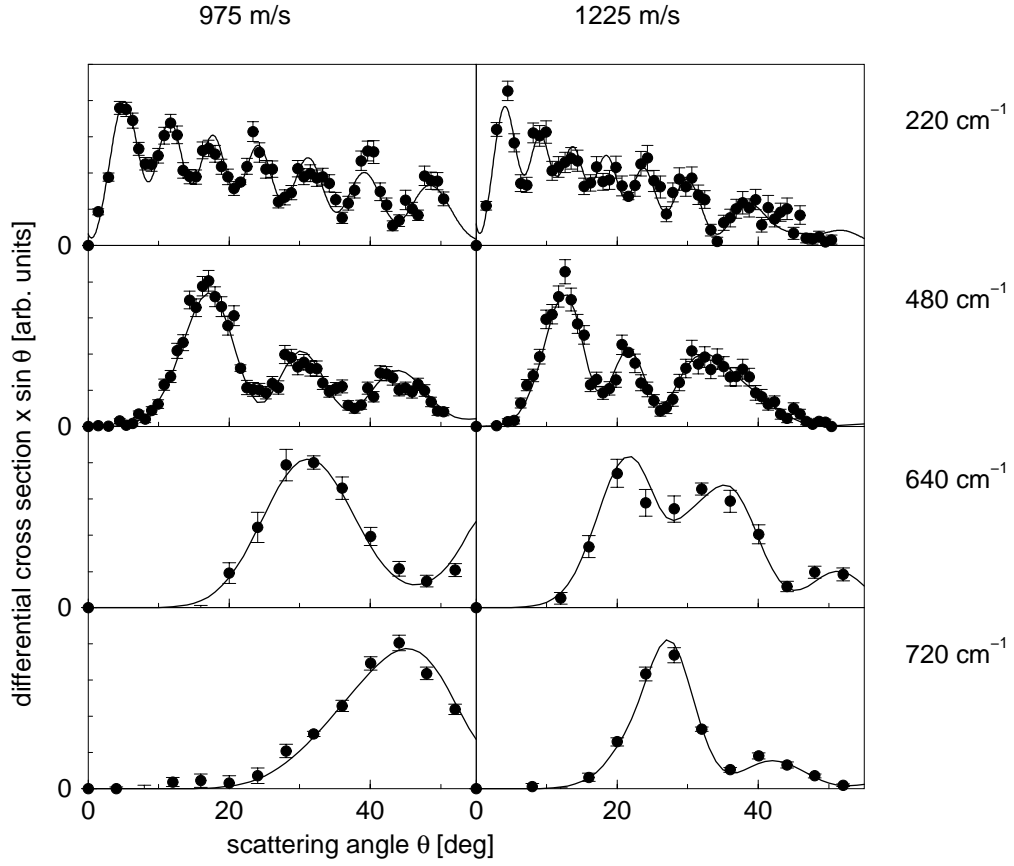 975 m/s 1225 m/s
220 cm⁻¹
0
480 cm⁻¹
0
640 cm⁻¹
0
720 cm⁻¹
0
0 20 40 0 20 40
scattering angle θ [deg]
differential cross section x sin θ [arb. units]